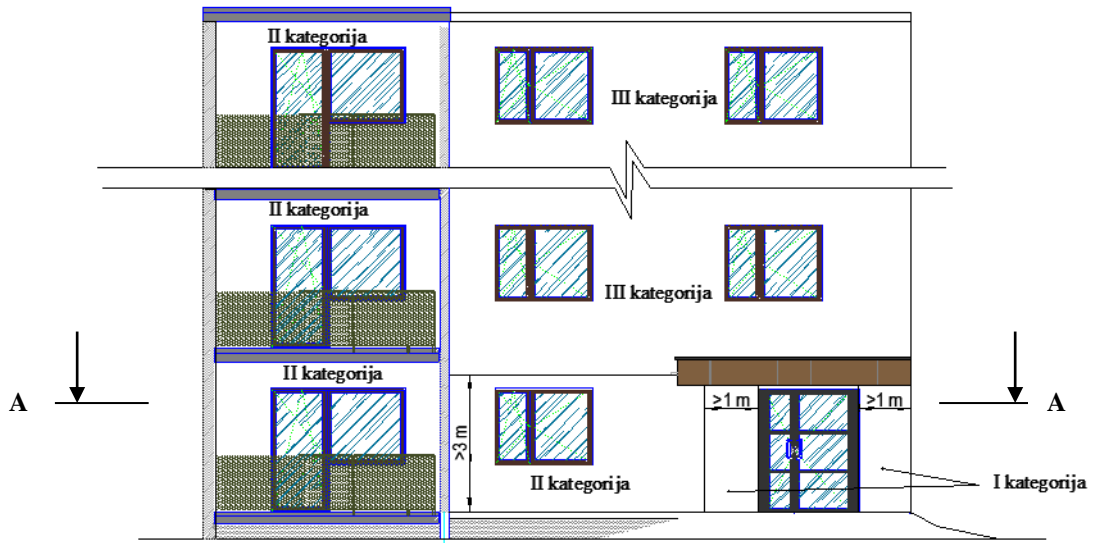 II kategorija
III kategorija
II kategorija
III kategorija
II kategorija
A
A
>1 m
>1 m
>3 m
I kategorija
II kategorija